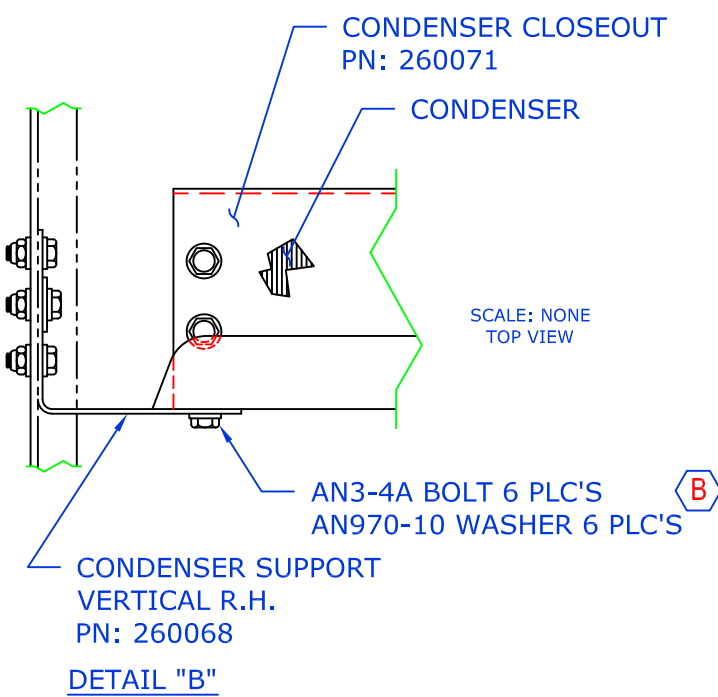 CONDENSER CLOSEOUT
PN: 260071
CONDENSER
SCALE: NONE
TOP VIEW
AN3-4A BOLT 6 PLC'S
AN970-10 WASHER 6 PLC'S
B
CONDENSER SUPPORT
VERTICAL R.H.
PN: 260068
DETAIL "B"